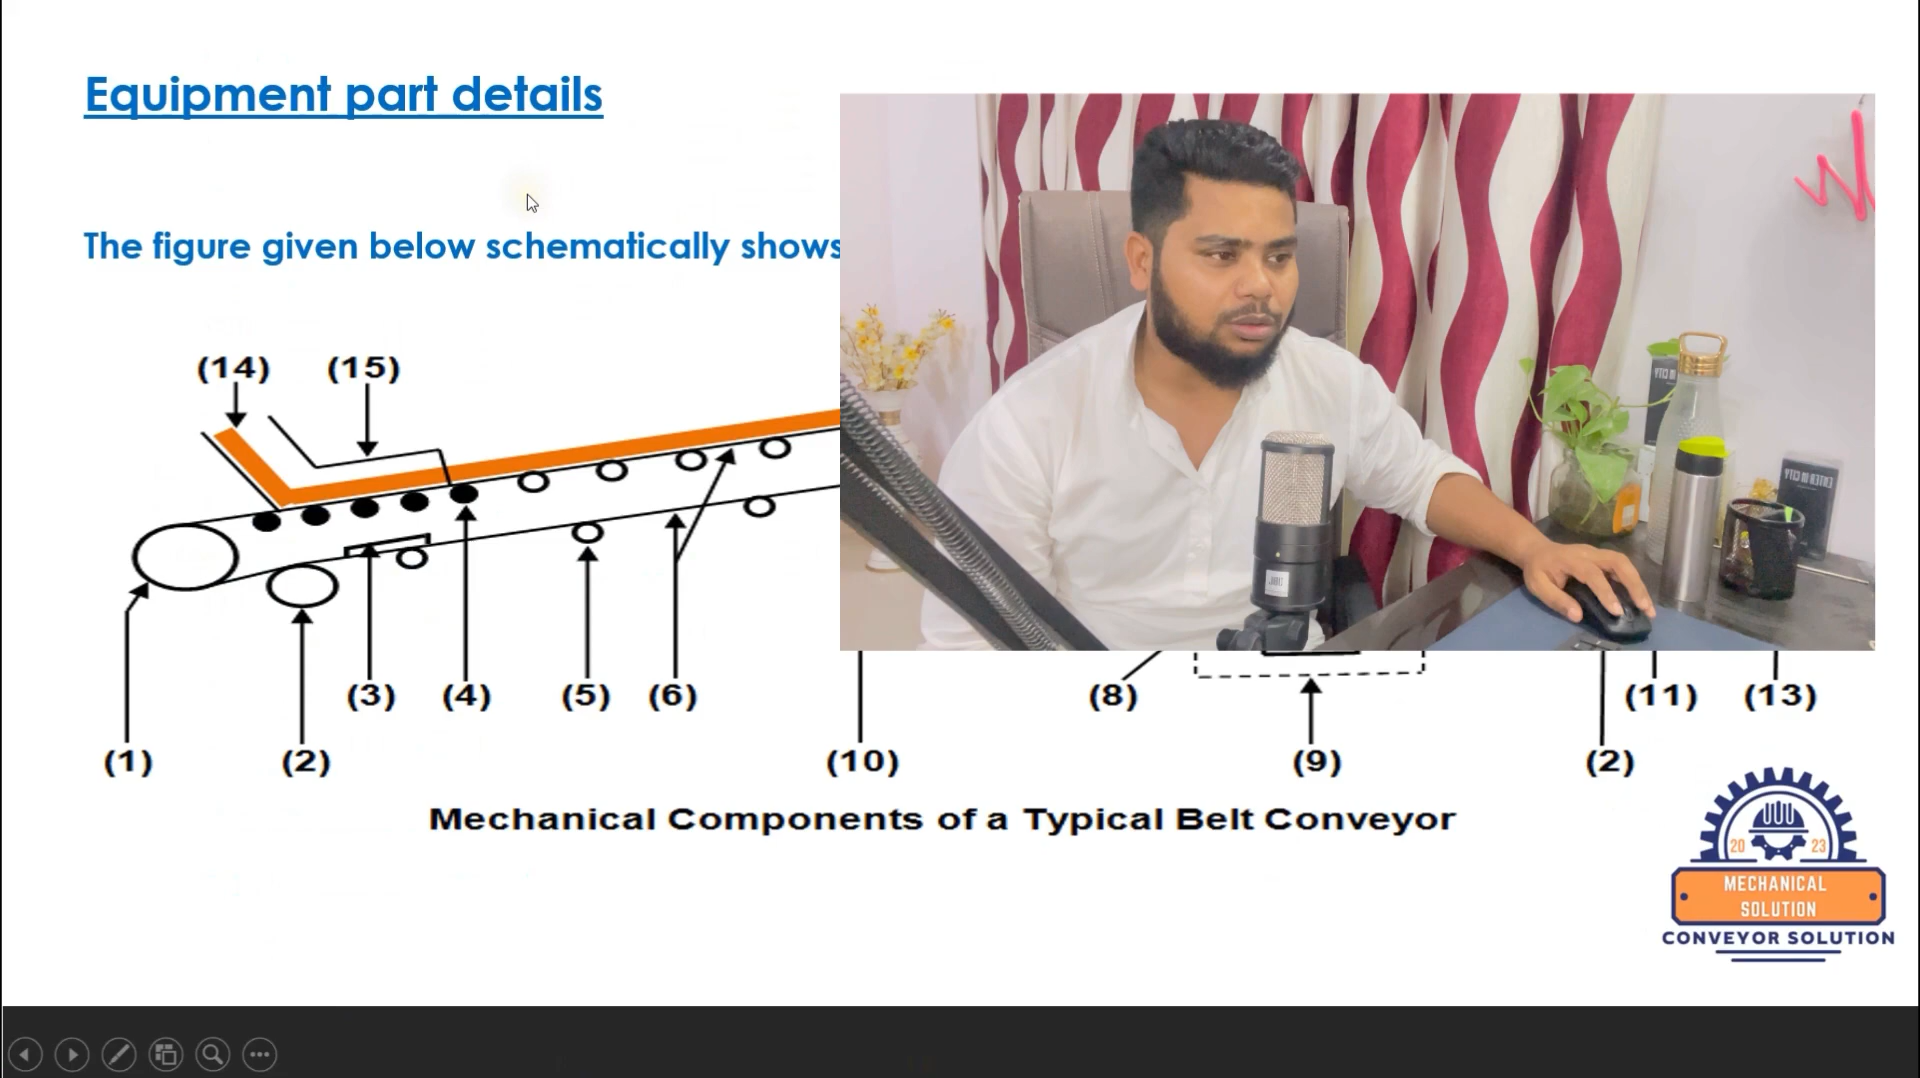 Equipment part details
The figure given below schematically shows
(14) (15)
(3) (4) (5) (6) (8) (11) (13)
(1) (2) (10) (9) (2)
Mechanical Components of a Typical Belt Conveyor
20 23
MECHANICAL
SOLUTION
CONVEYOR SOLUTION